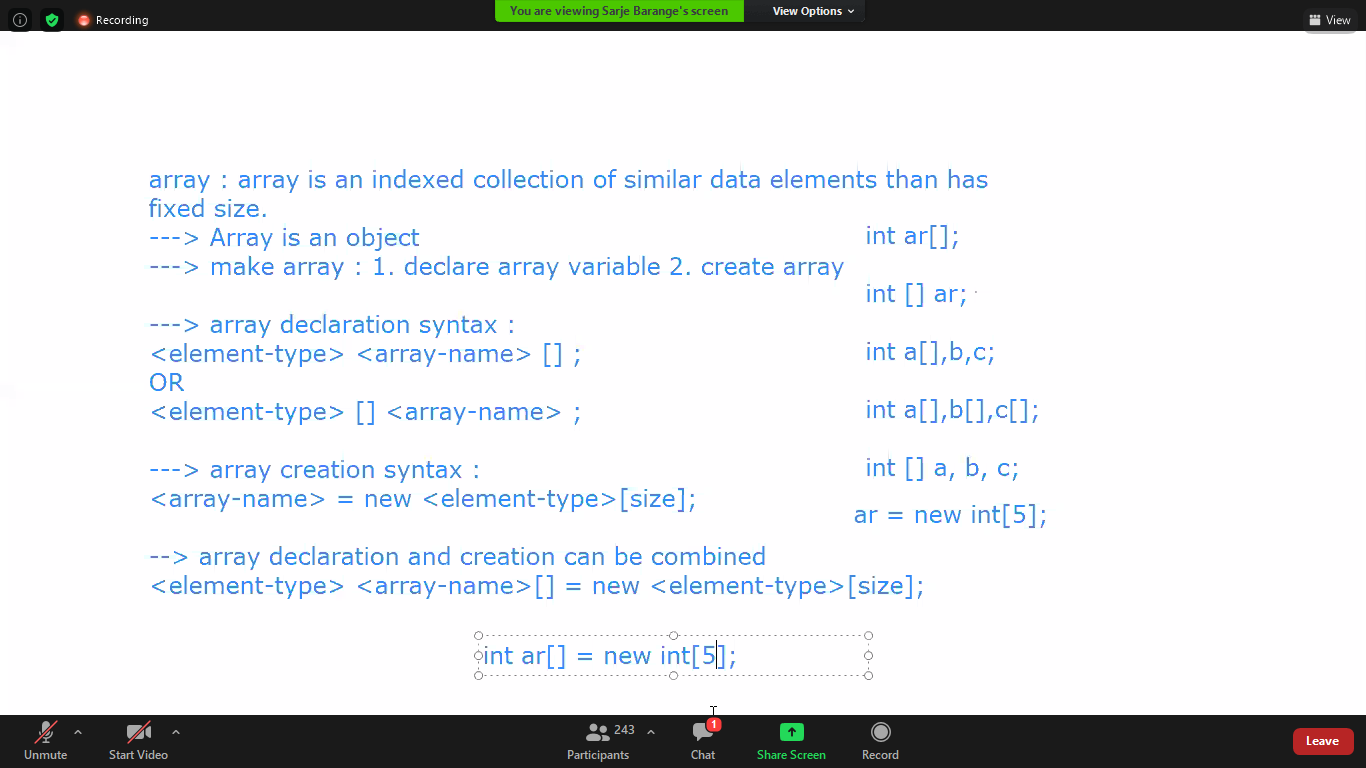 Recording
You are viewing Sarje Barange's screen
View Options
View
array : array is an indexed collection of similar data elements than has
fixed size.
---> Array is an object
---> make array : 1. declare array variable 2. create array
---> array declaration syntax :
<element-type> <array-name> [] ;
OR
<element-type> [] <array-name> ;
---> array creation syntax :
<array-name> = new <element-type>[size];
--> array declaration and creation can be combined
<element-type> <array-name>[] = new <element-type>[size];
int ar[];
int [] ar;
int a[],b,c;
int a[],b[],c[];
int [] a, b, c;
ar = new int[5];
int ar[] = new int[5];
Unmute
Start Video
243
Participants
1
Chat
Share Screen
Record
Leave